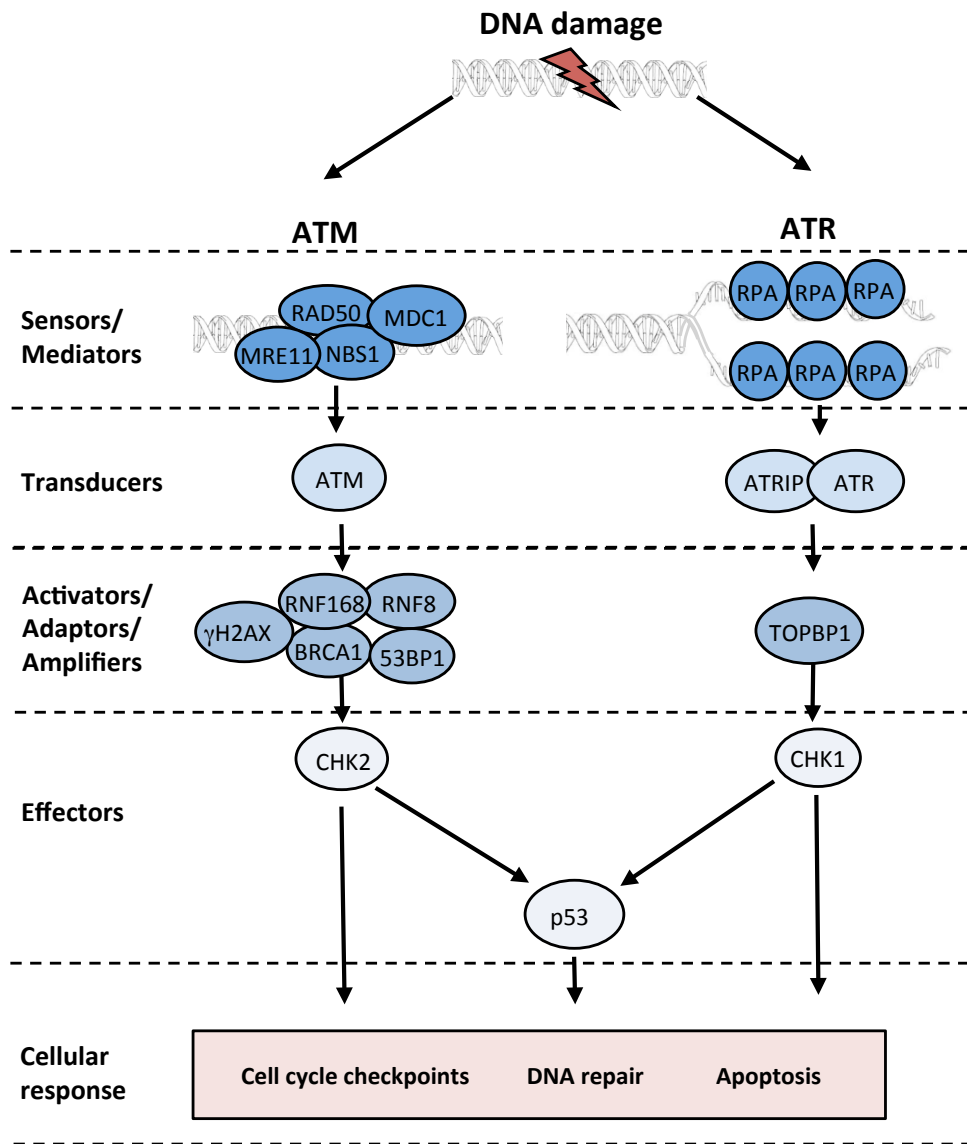 DNA damage
ATM
ATR
Sensors/
Mediators
RAD50
MDC1
MRE11
NBS1
RPA
RPA
RPA
RPA
RPA
RPA
Transducers
ATM
ATRIP
ATR
Activators/
Adaptors/
Amplifiers
RNF168
RNF8
γH2AX
BRCA1
53BP1
TOPBP1
Effectors
CHK2
CHK1
p53
Cellular
response
Cell cycle checkpoints
DNA repair
Apoptosis